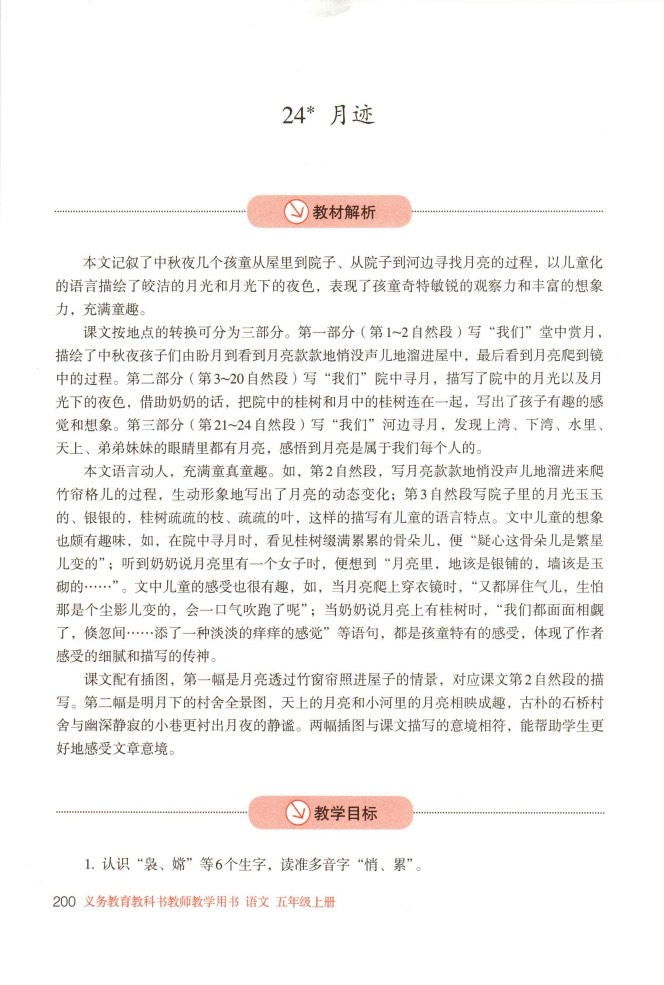 24* 月迹
教材解析
本文记叙了中秋夜几个孩童从屋里到院子、从院子到河边寻找月亮的过程，以儿童化
的语言描绘了皎洁的月光和月光下的夜色，表现了孩童奇特敏锐的观察力和丰富的想象
力，充满童趣。
课文按地点的转换可分为三部分。第一部分（第1~2自然段）写“我们”堂中赏月，
描绘了中秋夜孩子们由盼月到看到月亮款款地悄没声儿地溜进屋中，最后看到月亮爬到镜
中的过程。第二部分（第3~20自然段）写“我们”院中寻月，描写了院中的月光以及月
光下的夜色，借助奶奶的话，把院中的桂树和月中的桂树连在一起，写出了孩子有趣的感
觉和想象。第三部分（第21~24自然段）写“我们”河边寻月，发现上湾、下湾、水里、
天上、弟弟妹妹的眼睛里都有月亮，感悟到月亮是属于我们每个人的。
本文语言动人，充满童真童趣。如，第2自然段，写月亮款款地悄没声儿地溜进来爬
竹帘格儿的过程，生动形象地写出了月亮的动态变化；第3自然段写院子里的月光玉玉
的、银银的，桂树疏疏的枝、疏疏的叶，这样的描写有儿童的语言特点。文中儿童的想象
也颇有趣味，如，在院中寻月时，看见桂树缀满累累的骨朵儿，便“疑心这骨朵儿是繁星
儿变的”；听到奶奶说月亮里有一个女子时，便想到“月亮里，地该是银铺的，墙该是玉
砌的……”。文中儿童的感受也很有趣，如，当月亮爬上穿衣镜时，“又都屏住气儿，生怕
那是个尘影儿变的，会一口气吹跑了呢”；当奶奶说月亮上有桂树时，“我们都面面相觑
了，倏忽间……添了一种淡淡的痒痒的感觉”等语句，都是孩童特有的感受，体现了作者
感受的细腻和描写的传神。
课文配有插图，第一幅是月亮透过竹窗帘照进屋子的情景，对应课文第2自然段的描
写。第二幅是明月下的村舍全景图，天上的月亮和小河里的月亮相映成趣，古朴的石桥村
舍与幽深静寂的小巷更衬出月夜的静谧。两幅插图与课文描写的意境相符，能帮助学生更
好地感受文章意境。
教学目标
1. 认识“袅、嫦”等6个生字，读准多音字“悄、累”。
200 义务教育教科书教师教学用书 语文 五年级上册